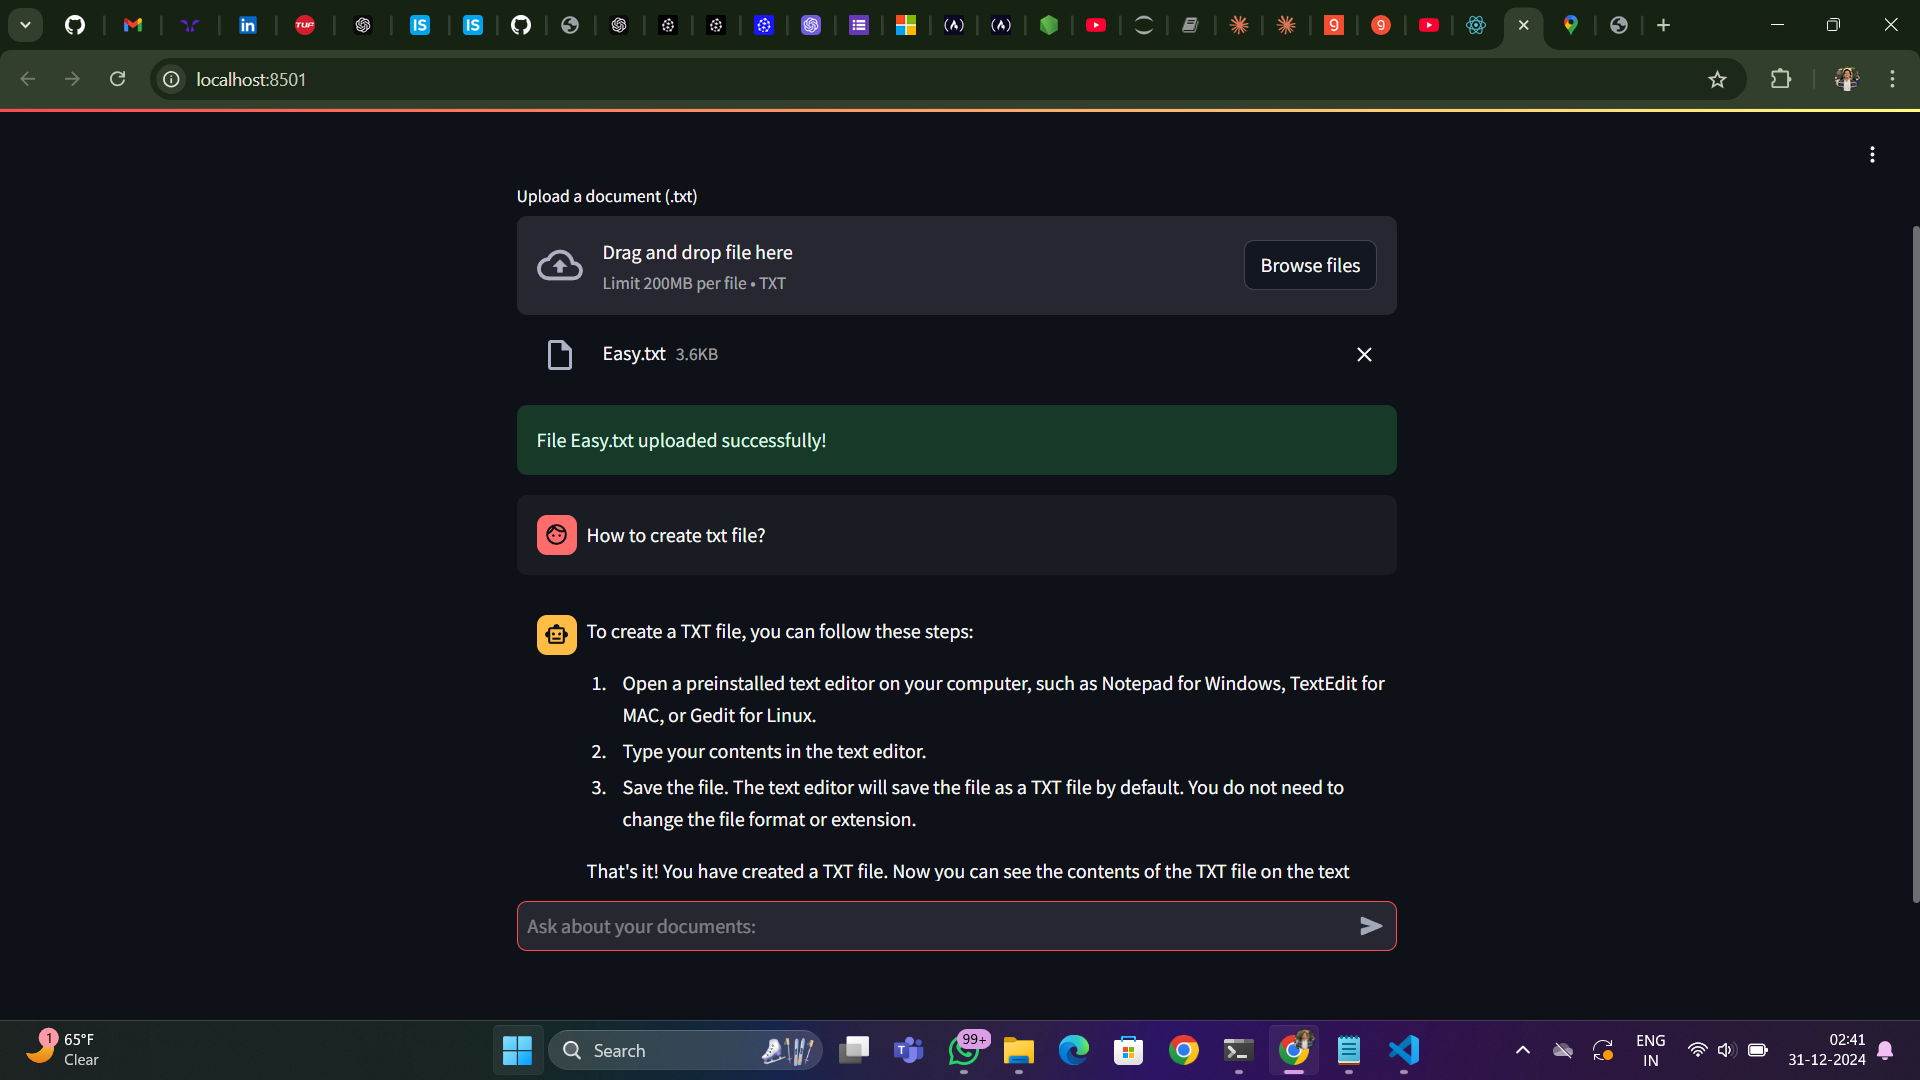 localhost:8501
Upload a document (.txt)
Drag and drop file here
Limit 200MB per file • TXT
Browse files
Easy.txt 3.6KB
File Easy.txt uploaded successfully!
How to create txt file?
To create a TXT file, you can follow these steps:
1. Open a preinstalled text editor on your computer, such as Notepad for Windows, TextEdit for
MAC, or Gedit for Linux.
2. Type your contents in the text editor.
3. Save the file. The text editor will save the file as a TXT file by default. You do not need to
change the file format or extension.
That's it! You have created a TXT file. Now you can see the contents of the TXT file on the text
Ask about your documents:
1
65°F
Clear
Search
99+
ENG
IN
02:41
31-12-2024